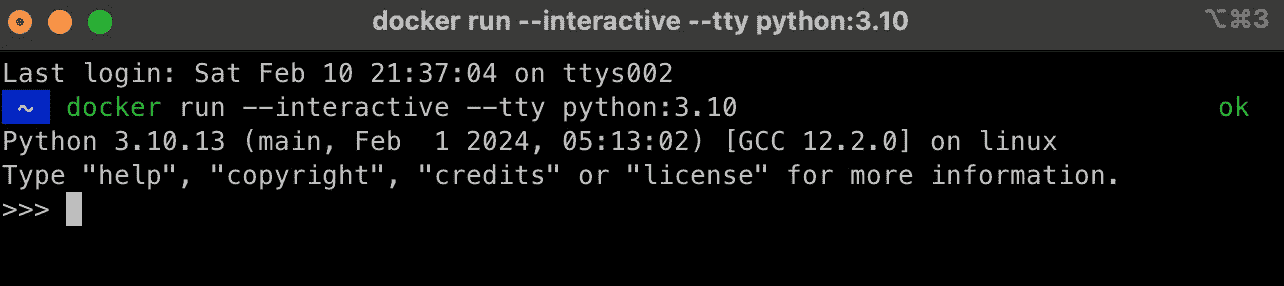 docker run --interactive --tty python:3.10 ⌥⌘3
Last login: Sat Feb 10 21:37:04 on ttys002
~ docker run --interactive --tty python:3.10 ok
Python 3.10.13 (main, Feb  1 2024, 05:13:02) [GCC 12.2.0] on linux
Type "help", "copyright", "credits" or "license" for more information.
>>>